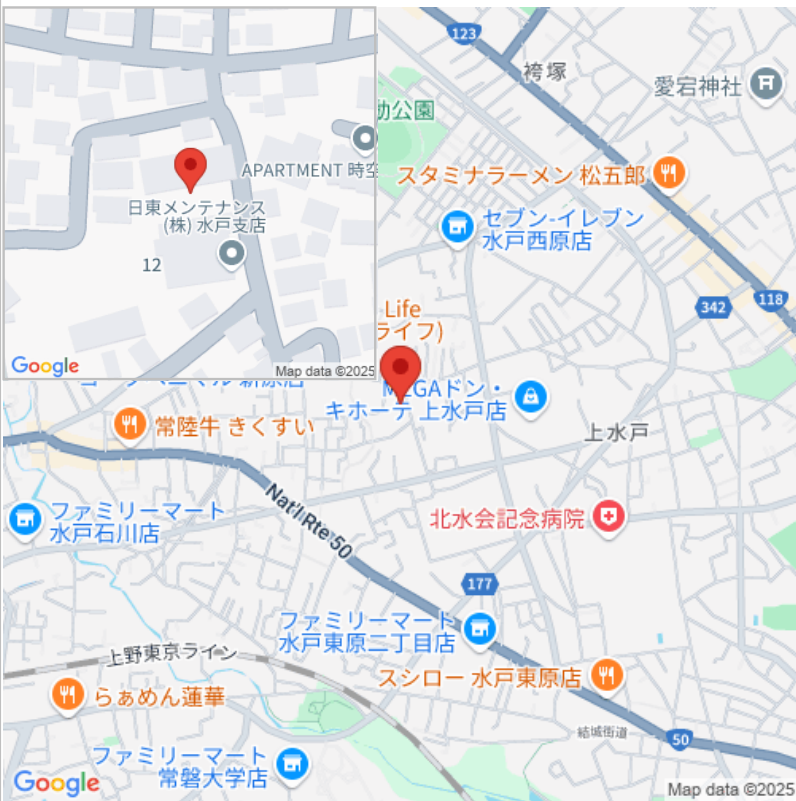 APARTMENT 時空
日東メンテナンス
(株) 水戸支店
12
Google
Map data ©2025
123
袴塚
愛宕神社
動公園
スタミナラーメン 松五郎
セブン-イレブン
水戸西原店
118
342
Life
ライフ)
MEGAドン・
キホーテ 上水戸店
常陸牛 きくすい
上水戸
ファミリーマート
水戸石川店
Nat'l Rte 50
北水会記念病院
177
ファミリーマート
水戸東原二丁目店
上野東京ライン
スシロー 水戸東原店
らぁめん蓮華
結城街道
50
ファミリーマート
常磐大学店
Google
Map data ©2025